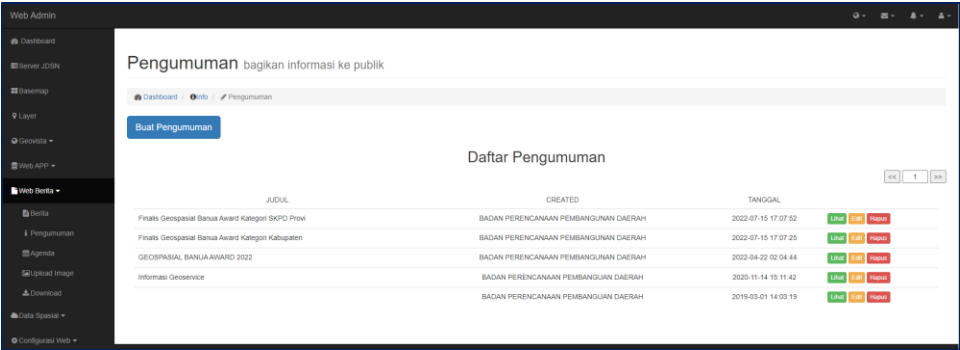 Web Admin
Dashboard
Server JDSN
Basemap
Layer
Geovista
Web APP
Web Berita
Berita
Pengumuman
Agenda
Upload Image
Download
Data Spasial
Configurasi Web
Pengumuman bagikan informasi ke publik
Dashboard / Info / Pengumuman
Buat Pengumuman
Daftar Pengumuman
<< 1 >>
JUDUL CREATED TANGGAL
Finalis Geospasial Banua Award Kategori SKPD Provi BADAN PERENCANAAN PEMBANGUNAN DAERAH 2022-07-15 17:07:52 Lihat Edit Hapus
Finalis Geospasial Banua Award Kategori Kabupaten BADAN PERENCANAAN PEMBANGUNAN DAERAH 2022-07-15 17:07:25 Lihat Edit Hapus
GEOSPASIAL BANUA AWARD 2022 BADAN PERENCANAAN PEMBANGUNAN DAERAH 2022-04-22 02:04:44 Lihat Edit Hapus
Informasi Geoservice BADAN PERENCANAAN PEMBANGUAN DAERAH 2020-11-14 15:11:42 Lihat Edit Hapus
BADAN PERENCANAAN PEMBANGUAN DAERAH 2019-03-01 14:03:19 Lihat Edit Hapus